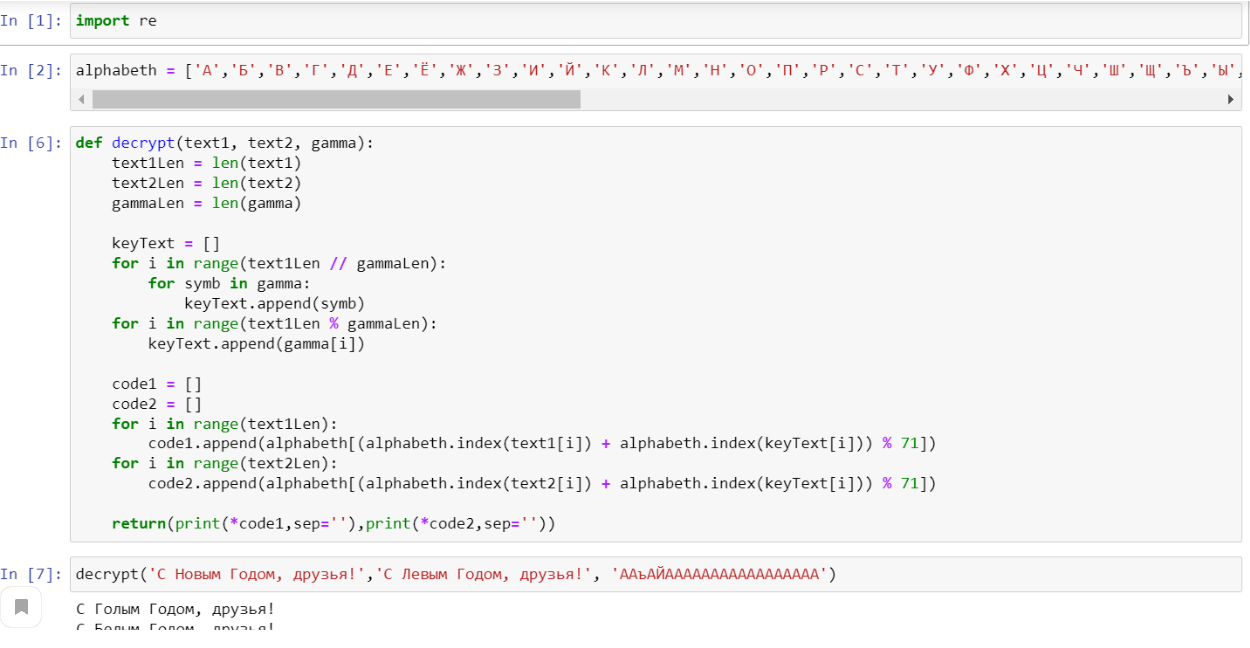 In [1]: import re
In [2]: alphabeth = ['А','Б','В','Г','Д','Е','Ё','Ж','З','И','Й','К','Л','М','Н','О','П','Р','С','Т','У','Ф','Х','Ц','Ч','Ш','Щ','Ъ','Ы',
In [6]: def decrypt(text1, text2, gamma):
text1Len = len(text1)
text2Len = len(text2)
gammaLen = len(gamma)
keyText = []
for i in range(text1Len // gammaLen):
for symb in gamma:
keyText.append(symb)
for i in range(text1Len % gammaLen):
keyText.append(gamma[i])
code1 = []
code2 = []
for i in range(text1Len):
code1.append(alphabeth[(alphabeth.index(text1[i]) + alphabeth.index(keyText[i])) % 71])
for i in range(text2Len):
code2.append(alphabeth[(alphabeth.index(text2[i]) + alphabeth.index(keyText[i])) % 71])
return(print(*code1,sep=''),print(*code2,sep=''))
In [7]: decrypt('С Новым Годом, друзья!','С Левым Годом, друзья!', 'ААъАЙААААААААААААААААА')
С Голым Годом, друзья!
С Белым Годом, друзья!